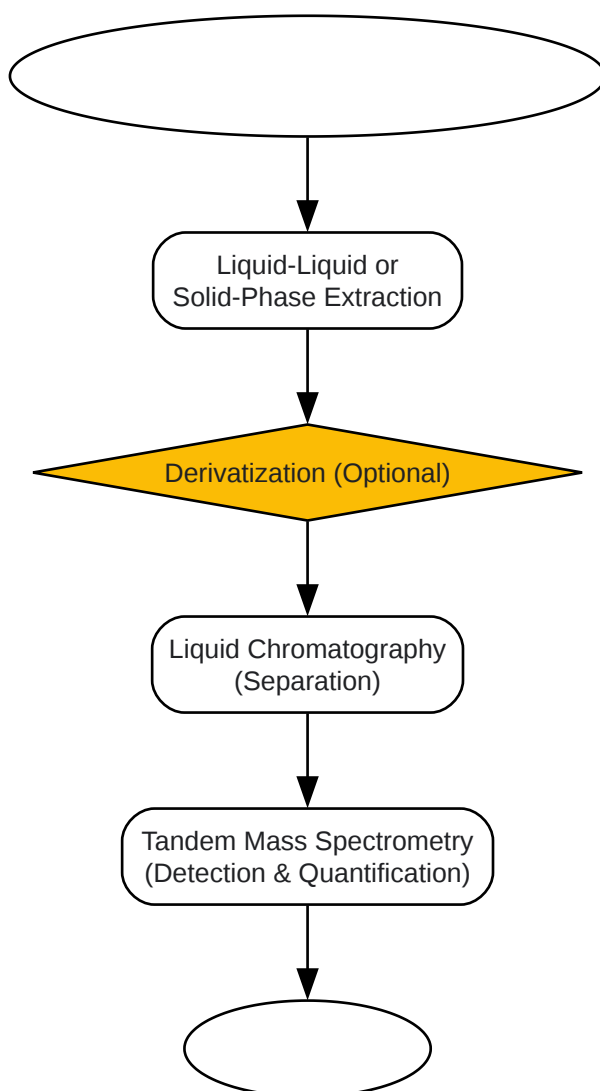 Liquid-Liquid or
Solid-Phase Extraction
Derivatization (Optional)
Liquid Chromatography
(Separation)
Tandem Mass Spectrometry
(Detection & Quantification)